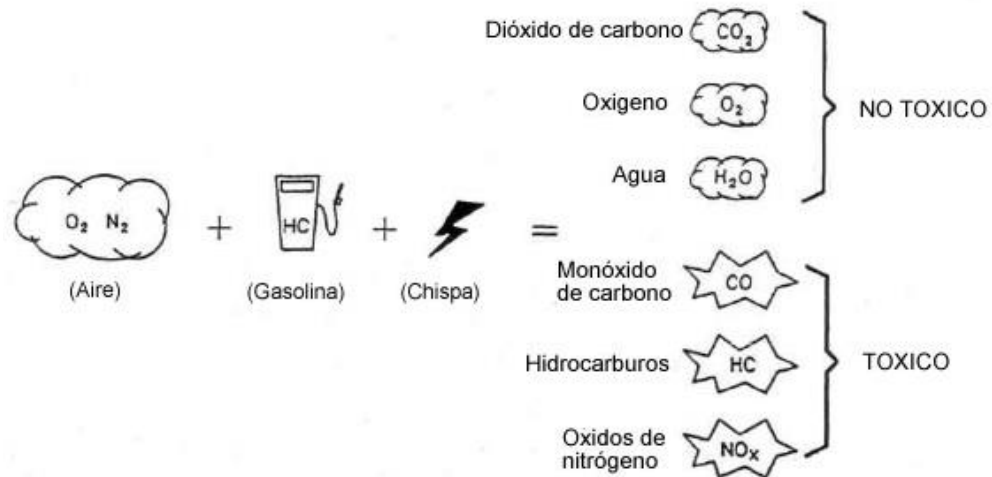 Dióxido de carbono CO₂
Oxigeno O₂
NO TOXICO
Agua H₂O
O₂ N₂ + HC + =
(Aire) (Gasolina) (Chispa)
Monóxido
de carbono CO
Hidrocarburos HC
TOXICO
Oxidos de
nitrógeno NOx